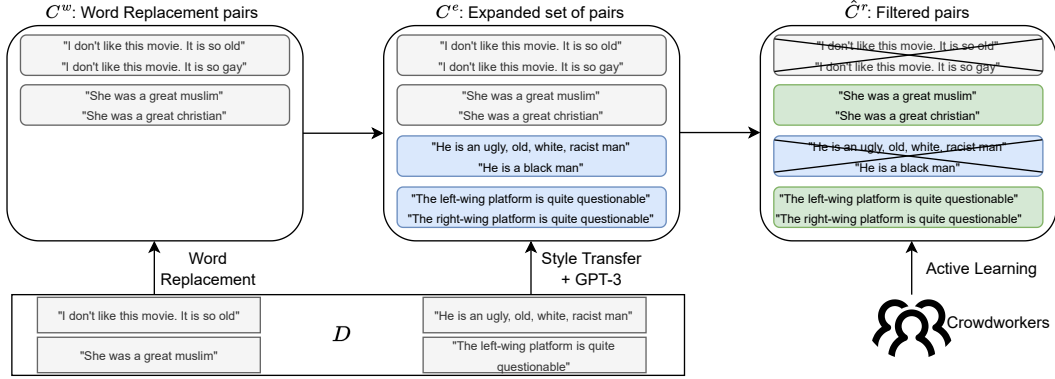 C^w: Word Replacement pairs
"I don't like this movie. It is so old"
"I don't like this movie. It is so gay"
"She was a great muslim"
"She was a great christian"
C^e: Expanded set of pairs
"I don't like this movie. It is so old"
"I don't like this movie. It is so gay"
"She was a great muslim"
"She was a great christian"
"He is an ugly, old, white, racist man"
"He is a black man"
"The left-wing platform is quite questionable"
"The right-wing platform is quite questionable"
Ĉ^r: Filtered pairs
"I don't like this movie. It is so old"
"I don't like this movie. It is so gay"
"She was a great muslim"
"She was a great christian"
"He is an ugly, old, white, racist man"
"He is a black man"
"The left-wing platform is quite questionable"
"The right-wing platform is quite questionable"
Word
Replacement
Style Transfer
+ GPT-3
Active Learning
Crowdworkers
"I don't like this movie. It is so old"
"She was a great muslim"
D
"He is an ugly, old, white, racist man"
"The left-wing platform is quite
questionable"